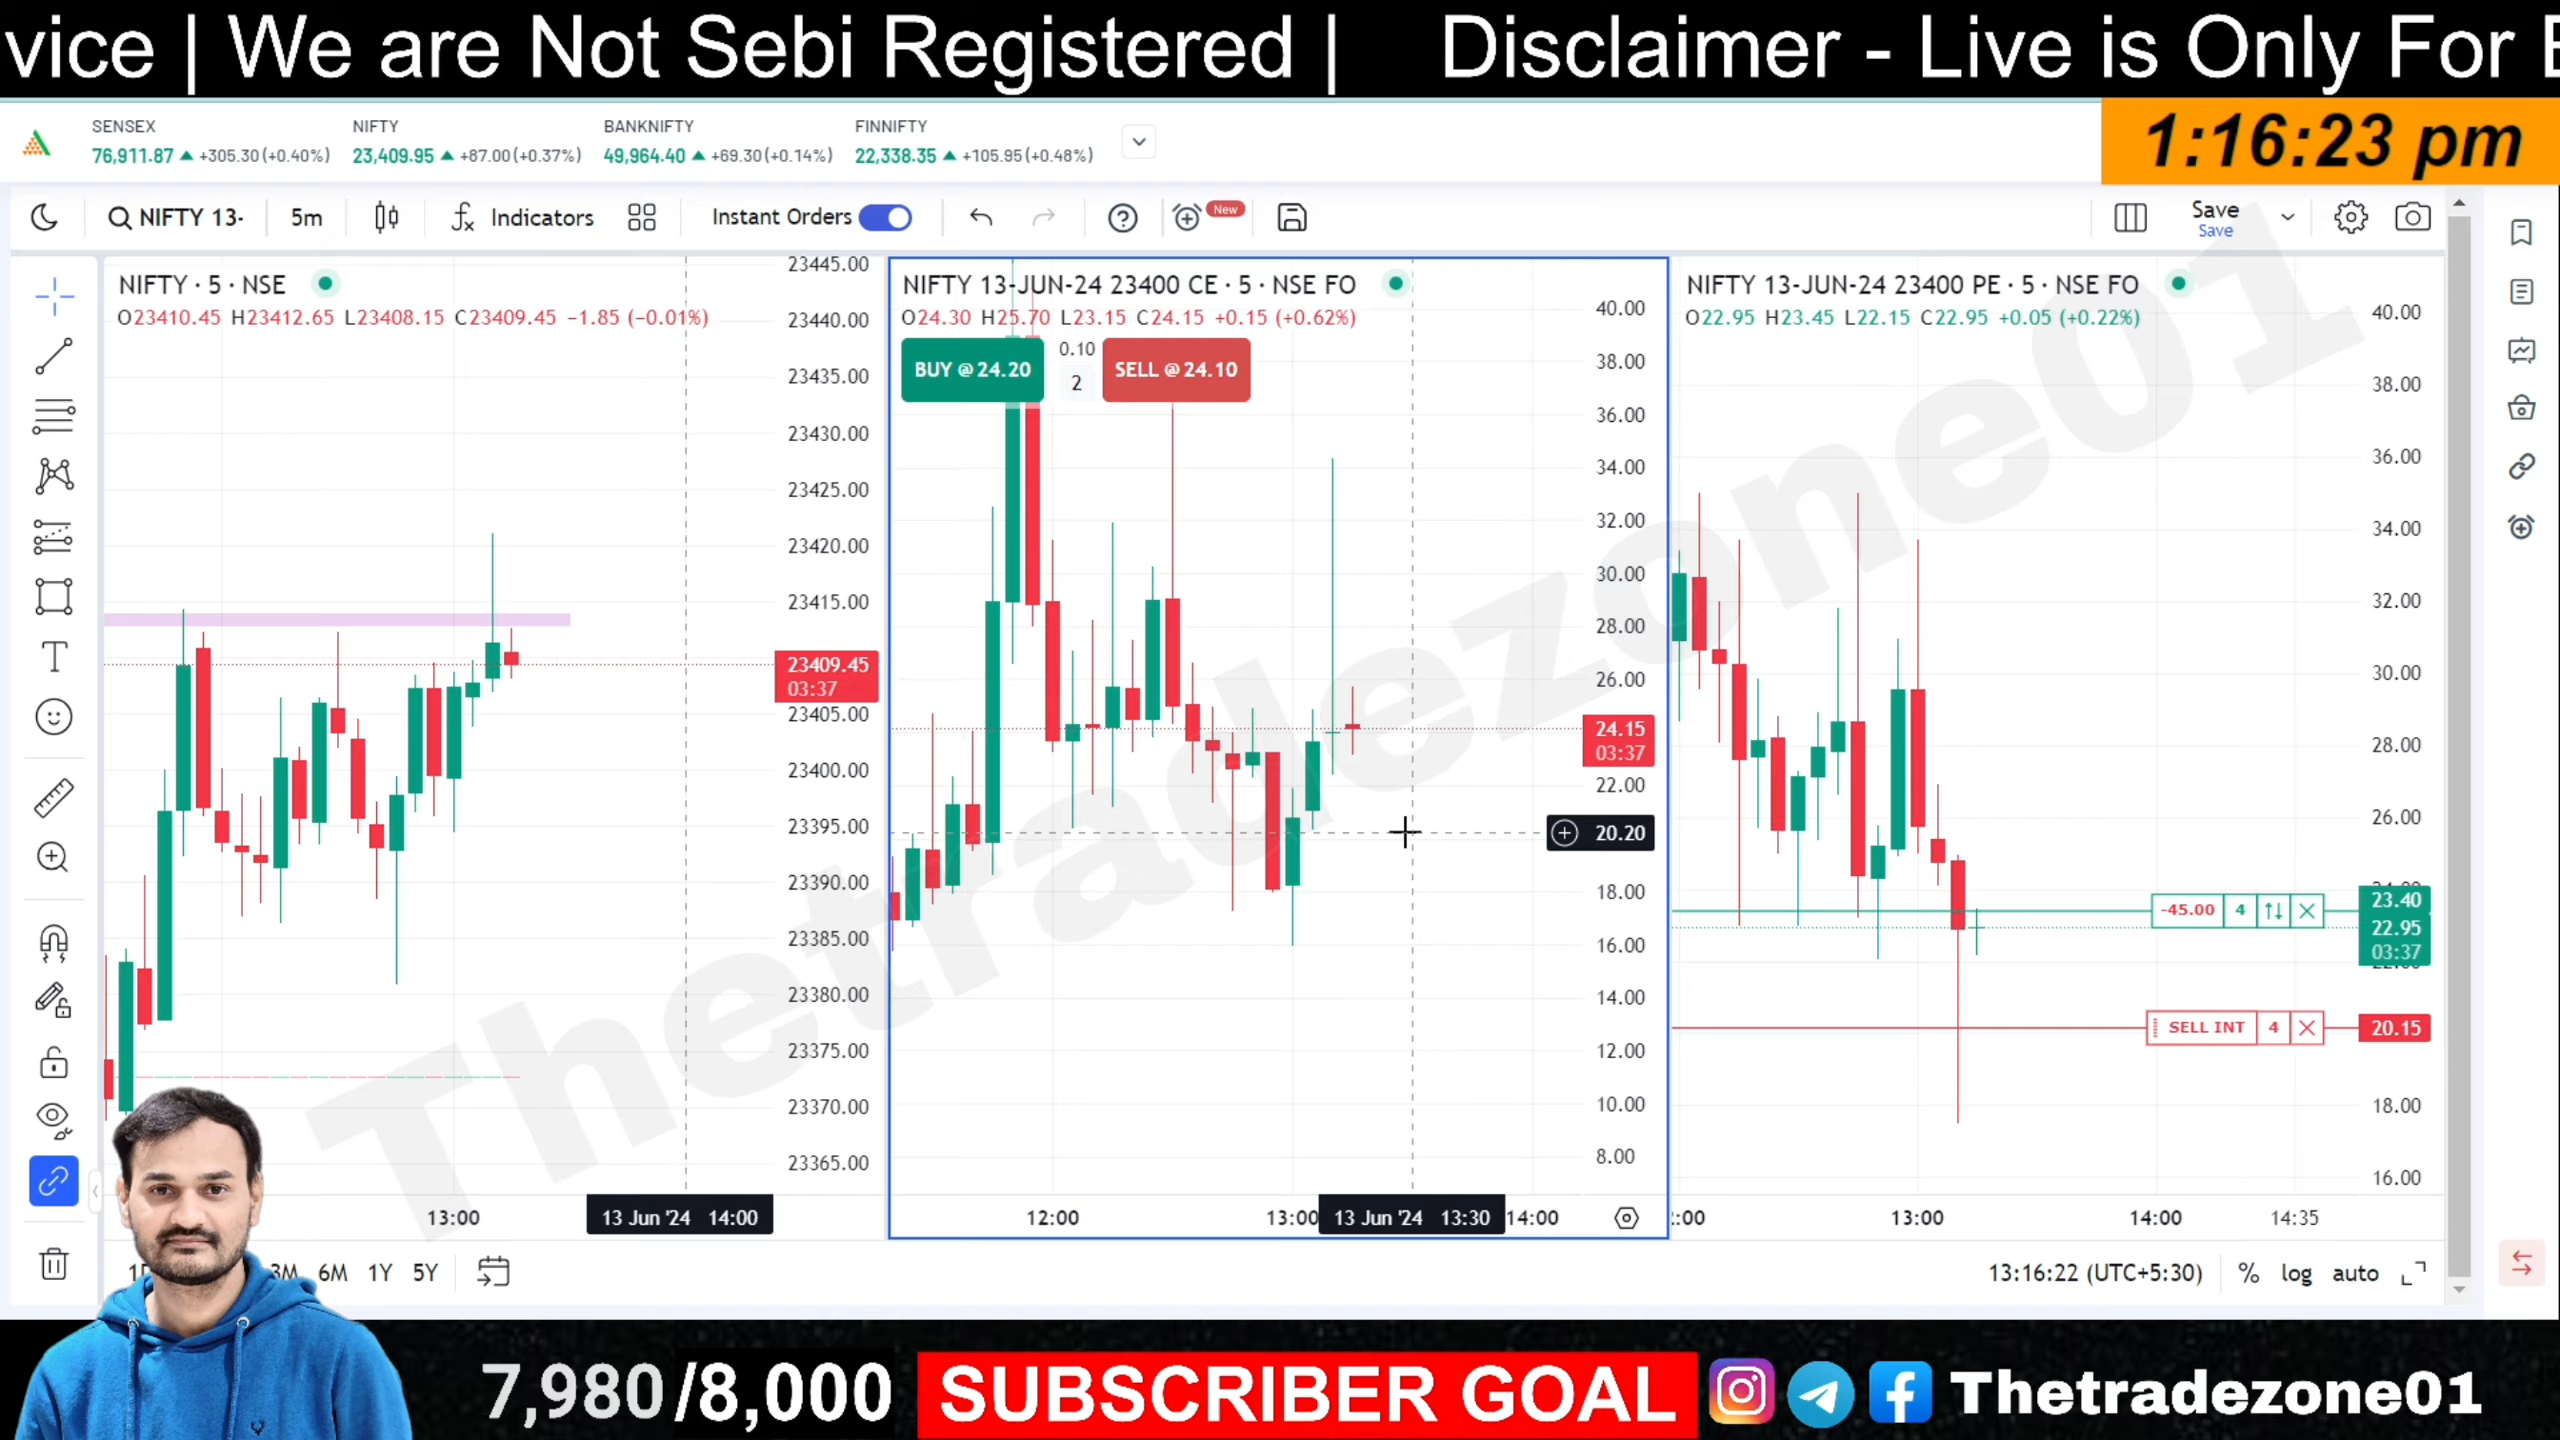 vice | We are Not Sebi Registered |     Disclaimer - Live is Only For
SENSEX
76,911.87 ▲ +305.30(+0.40%)
NIFTY
23,409.95 ▲ +87.00(+0.37%)
BANKNIFTY
49,964.40 ▲ +69.30(+0.14%)
FINNIFTY
22,338.35 ▲ +105.95(+0.48%)
1:16:23 pm
NIFTY 13-
5m
Indicators
Instant Orders
New
Save
Save
NIFTY · 5 · NSE
O23410.45 H23412.65 L23408.15 C23409.45 −1.85 (−0.01%)
23445.00
23440.00
23435.00
23430.00
23425.00
23420.00
23415.00
23409.45
03:37
23405.00
23400.00
23395.00
23390.00
23385.00
23380.00
23375.00
23370.00
23365.00
13:00
13 Jun '24 14:00
NIFTY 13-JUN-24 23400 CE · 5 · NSE FO
O24.30 H25.70 L23.15 C24.15 +0.15 (+0.62%)
BUY @ 24.20
0.10
2
SELL @ 24.10
40.00
38.00
36.00
34.00
32.00
30.00
28.00
26.00
24.15
03:37
22.00
20.20
18.00
16.00
14.00
12.00
10.00
8.00
12:00
13:00
13 Jun '24 13:30
14:00
NIFTY 13-JUN-24 23400 PE · 5 · NSE FO
O22.95 H23.45 L22.15 C22.95 +0.05 (+0.22%)
40.00
38.00
36.00
34.00
32.00
30.00
28.00
26.00
-45.00 4
23.40
22.95
03:37
SELL INT 4
20.15
18.00
16.00
13:00
14:00
14:35
Thetradezone01
3M 6M 1Y 5Y
13:16:22 (UTC+5:30)
% log auto
7,980/8,000
SUBSCRIBER GOAL
Thetradezone01